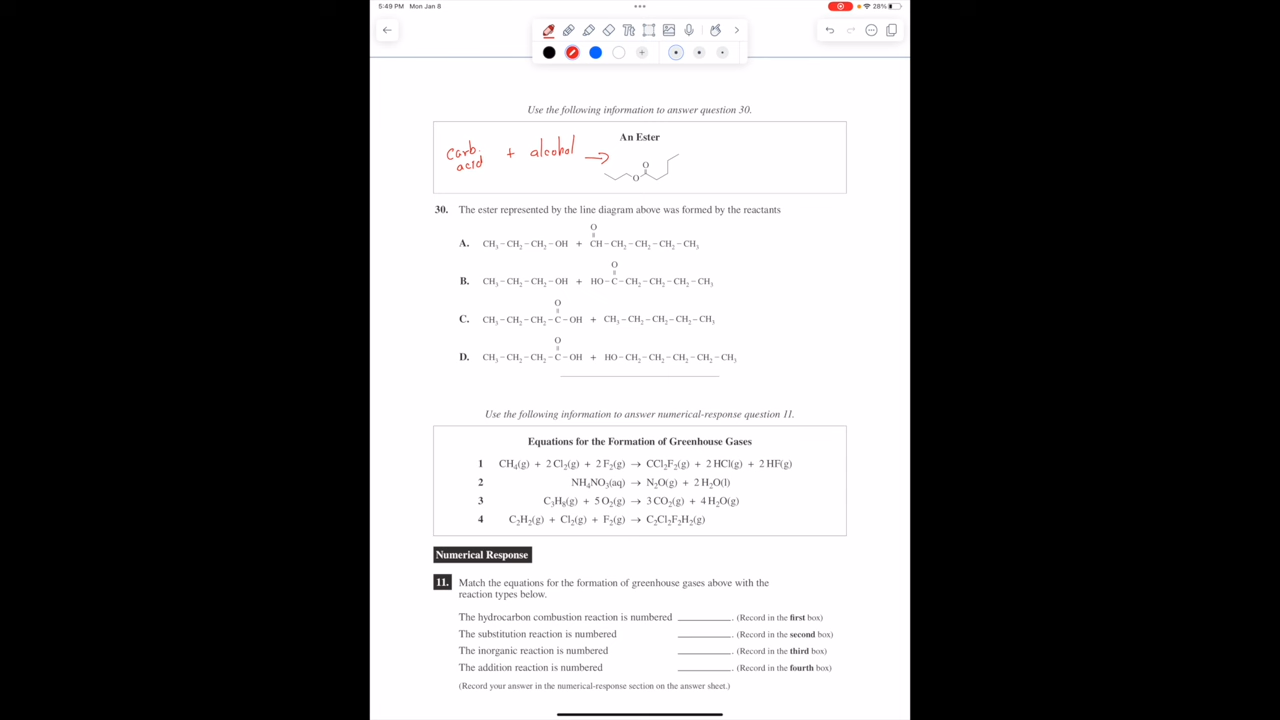 5:49 PM Mon Jan 8
28%
Use the following information to answer question 30.
An Ester
carb. acid + alcohol →
O
O
30. The ester represented by the line diagram above was formed by the reactants
O
A. CH₃ – CH₂ – CH₂ – OH + CH – CH₂ – CH₂ – CH₂ – CH₃
O
B. CH₃ – CH₂ – CH₂ – OH + HO – C – CH₂ – CH₂ – CH₂ – CH₃
O
C. CH₃ – CH₂ – CH₂ – C – OH + CH₃ – CH₂ – CH₂ – CH₂ – CH₃
O
D. CH₃ – CH₂ – CH₂ – C – OH + HO – CH₂ – CH₂ – CH₂ – CH₂ – CH₃
Use the following information to answer numerical-response question 11.
Equations for the Formation of Greenhouse Gases
1 CH₄(g) + 2 Cl₂(g) + 2 F₂(g) → CCl₂F₂(g) + 2 HCl(g) + 2 HF(g)
2 NH₄NO₃(aq) → N₂O(g) + 2 H₂O(l)
3 C₃H₈(g) + 5 O₂(g) → 3 CO₂(g) + 4 H₂O(g)
4 C₂H₂(g) + Cl₂(g) + F₂(g) → C₂Cl₂F₂H₂(g)
Numerical Response
11. Match the equations for the formation of greenhouse gases above with the
reaction types below.
The hydrocarbon combustion reaction is numbered ________. (Record in the first box)
The substitution reaction is numbered ________. (Record in the second box)
The inorganic reaction is numbered ________. (Record in the third box)
The addition reaction is numbered ________. (Record in the fourth box)
(Record your answer in the numerical-response section on the answer sheet.)